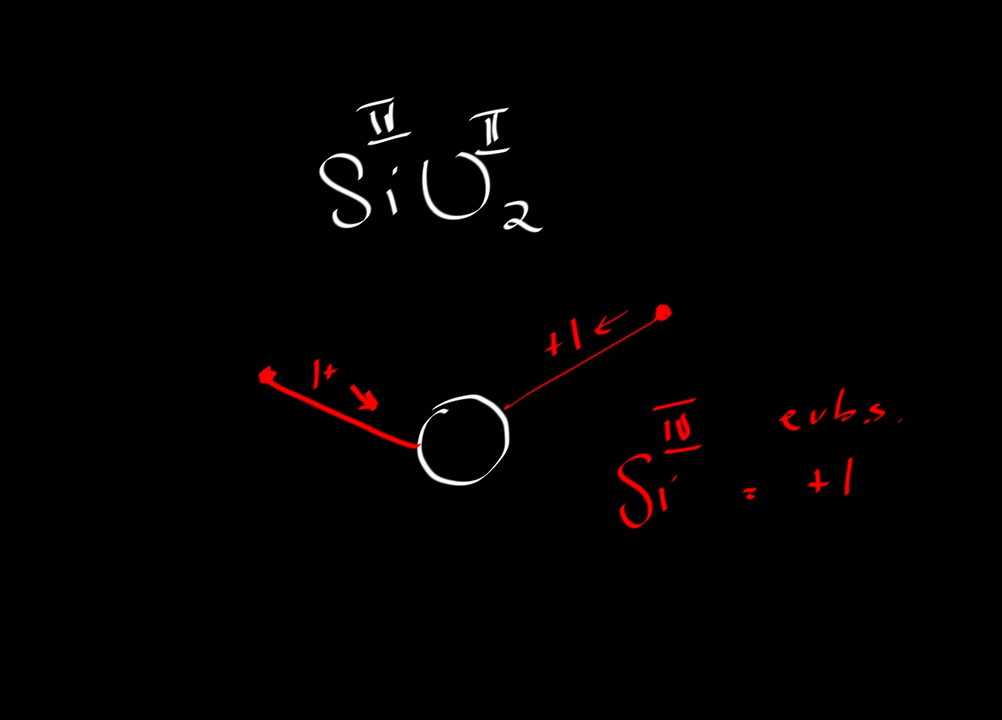 IV II
SiO2
1+ +1 ←
IV
Si = +1